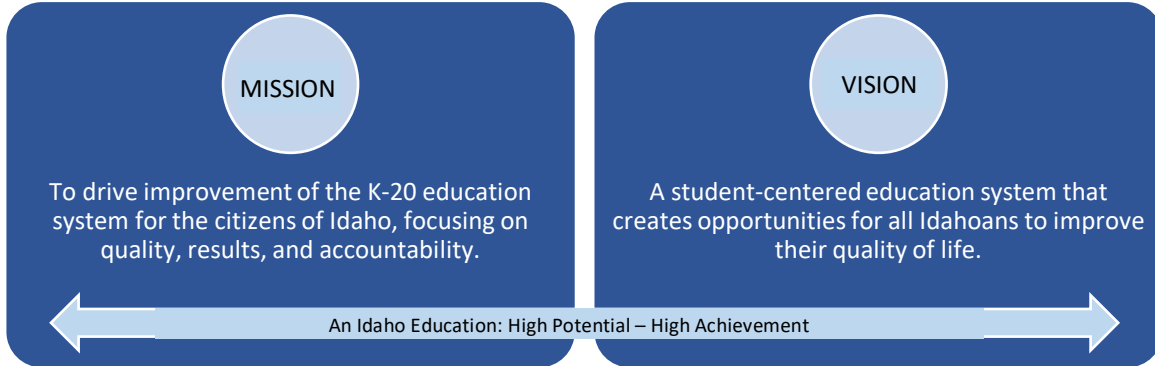 MISSION
To drive improvement of the K-20 education
system for the citizens of Idaho, focusing on
quality, results, and accountability.
VISION
A student-centered education system that
creates opportunities for all Idahoans to improve
their quality of life.
An Idaho Education: High Potential – High Achievement